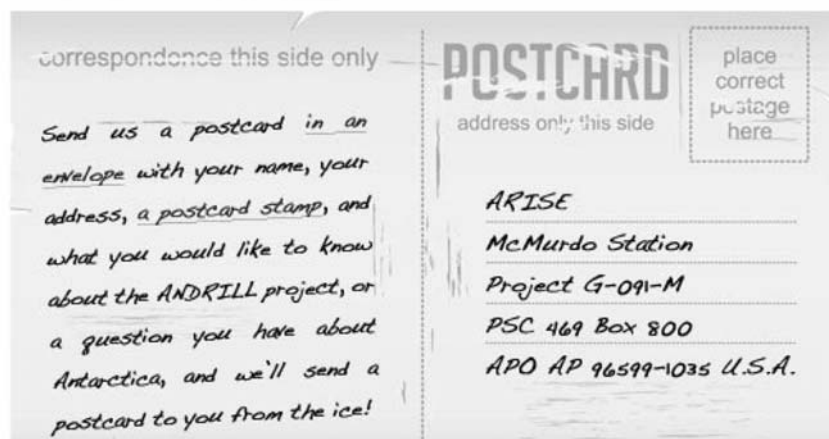 correspondence this side only
Send us a postcard in an
envelope with your name, your
address, a postcard stamp, and
what you would like to know
about the ANDRILL project, or
a question you have about
Antarctica, and we'll send a
postcard to you from the ice!
POSTCARD
address only this side
place
correct
postage
here
ARISE
McMurdo Station
Project G-091-M
PSC 469 Box 800
APO AP 96599-1035 U.S.A.